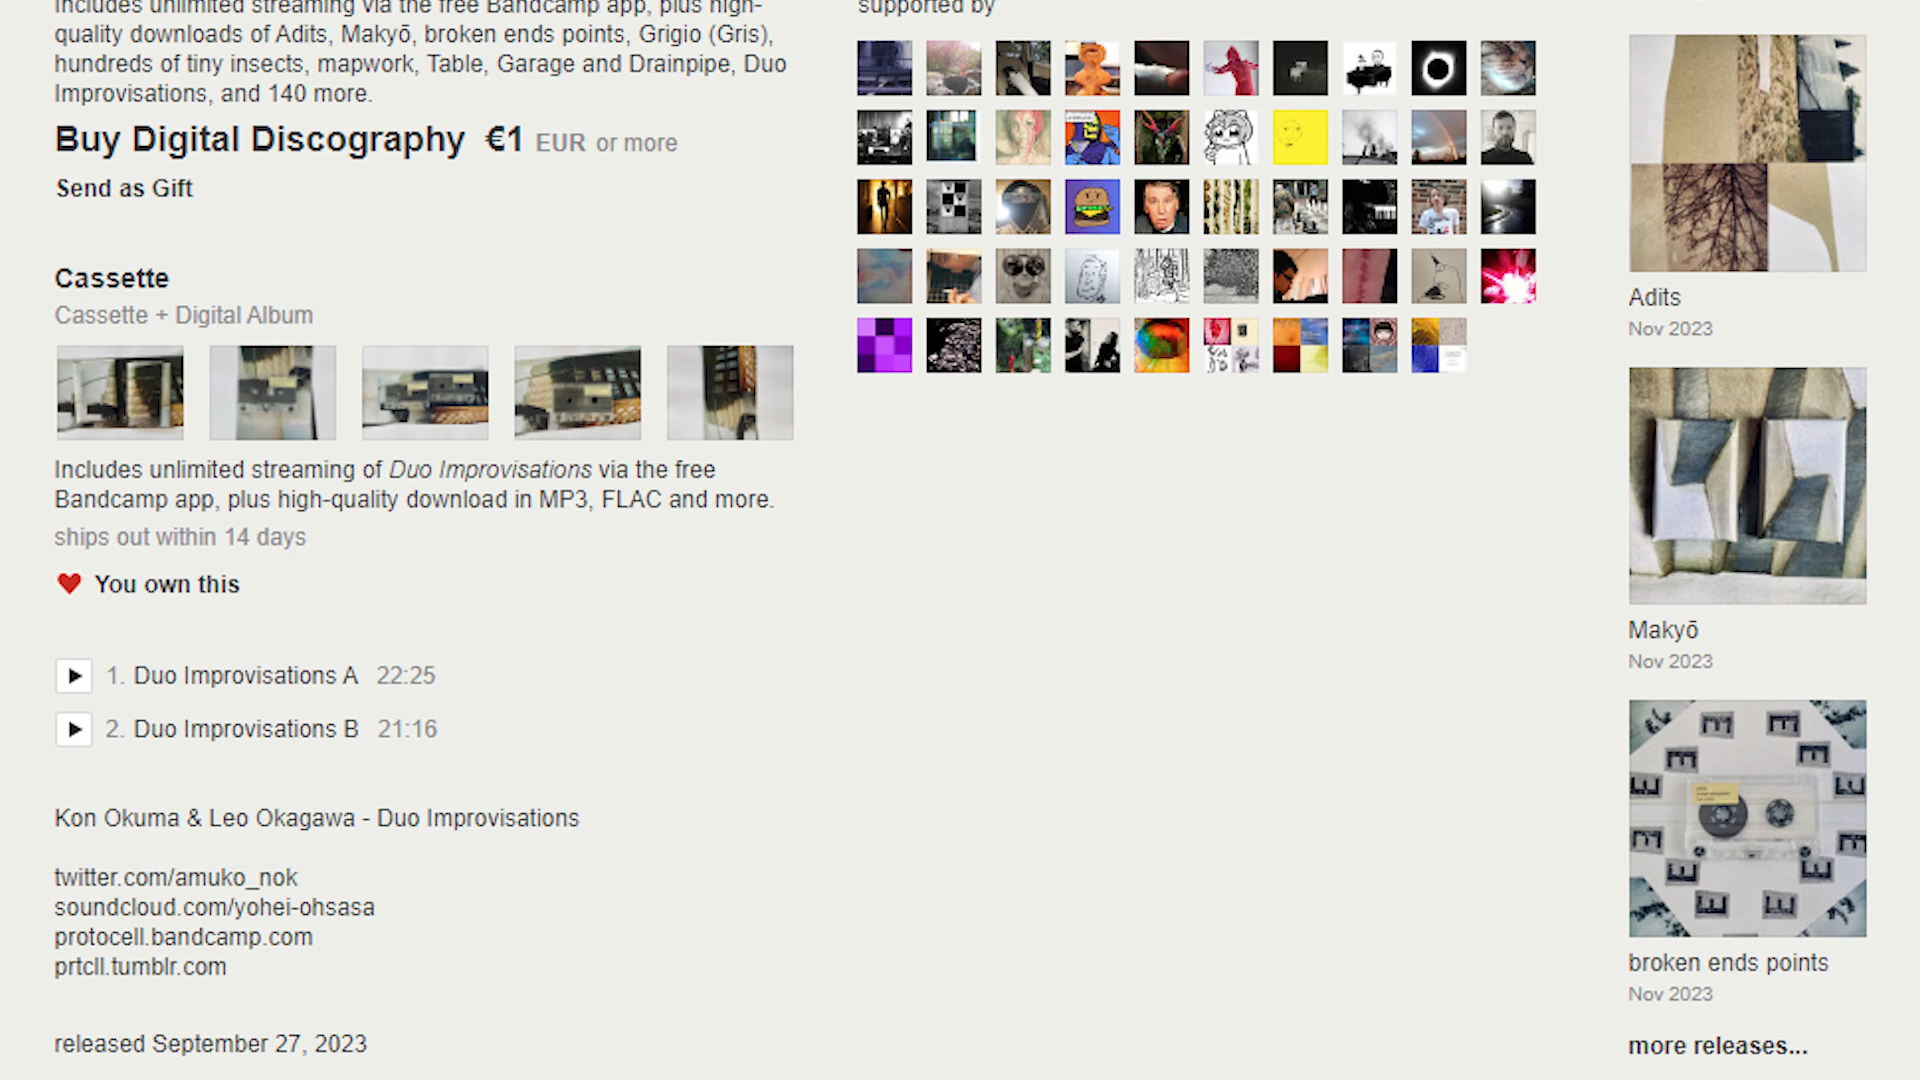 includes unlimited streaming via the free Bandcamp app, plus high-
quality downloads of Adits, Makyō, broken ends points, Grigio (Gris),
hundreds of tiny insects, mapwork, Table, Garage and Drainpipe, Duo
Improvisations, and 140 more.
Buy Digital Discography €1 EUR or more
Send as Gift
Cassette
Cassette + Digital Album
Includes unlimited streaming of Duo Improvisations via the free
Bandcamp app, plus high-quality download in MP3, FLAC and more.
ships out within 14 days
You own this
1. Duo Improvisations A 22:25
2. Duo Improvisations B 21:16
Kon Okuma & Leo Okagawa - Duo Improvisations
twitter.com/amuko_nok
soundcloud.com/yohei-ohsasa
protocell.bandcamp.com
prtcll.tumblr.com
released September 27, 2023
supported by
Adits
Nov 2023
Makyō
Nov 2023
broken ends points
Nov 2023
more releases...